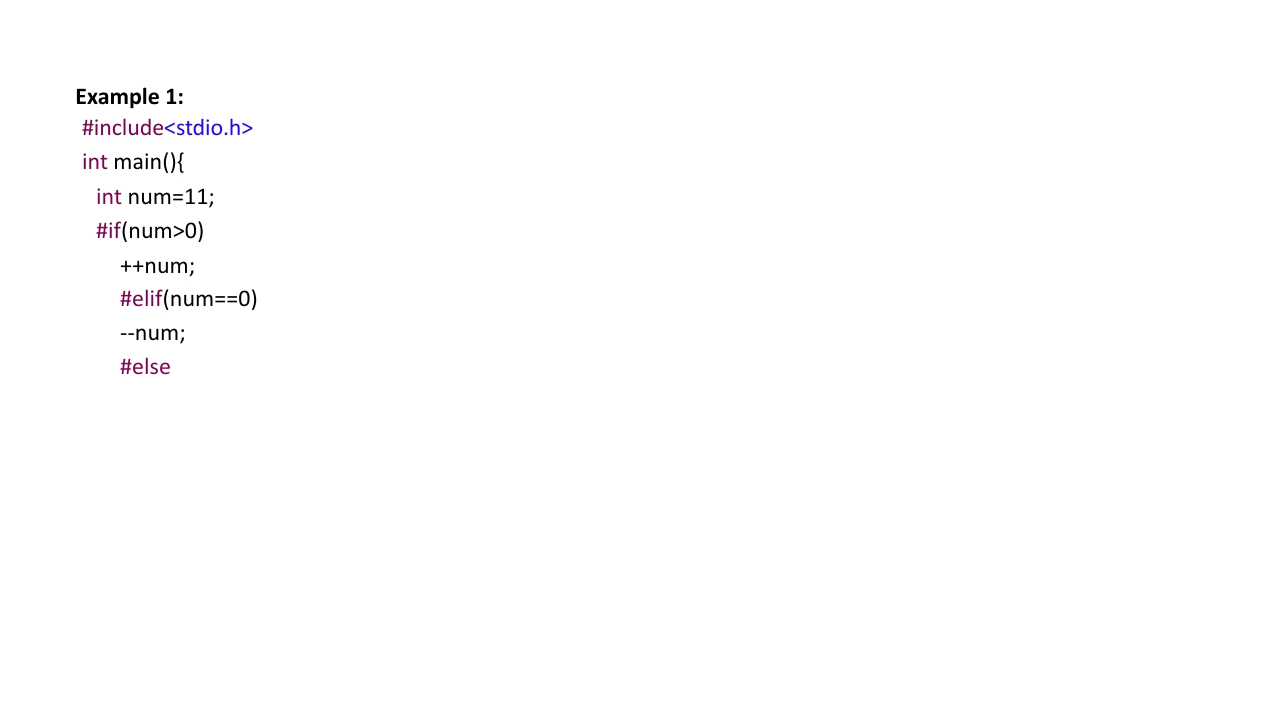 Example 1:
#include<stdio.h>
int main(){
int num=11;
#if(num>0)
++num;
#elif(num==0)
--num;
#else